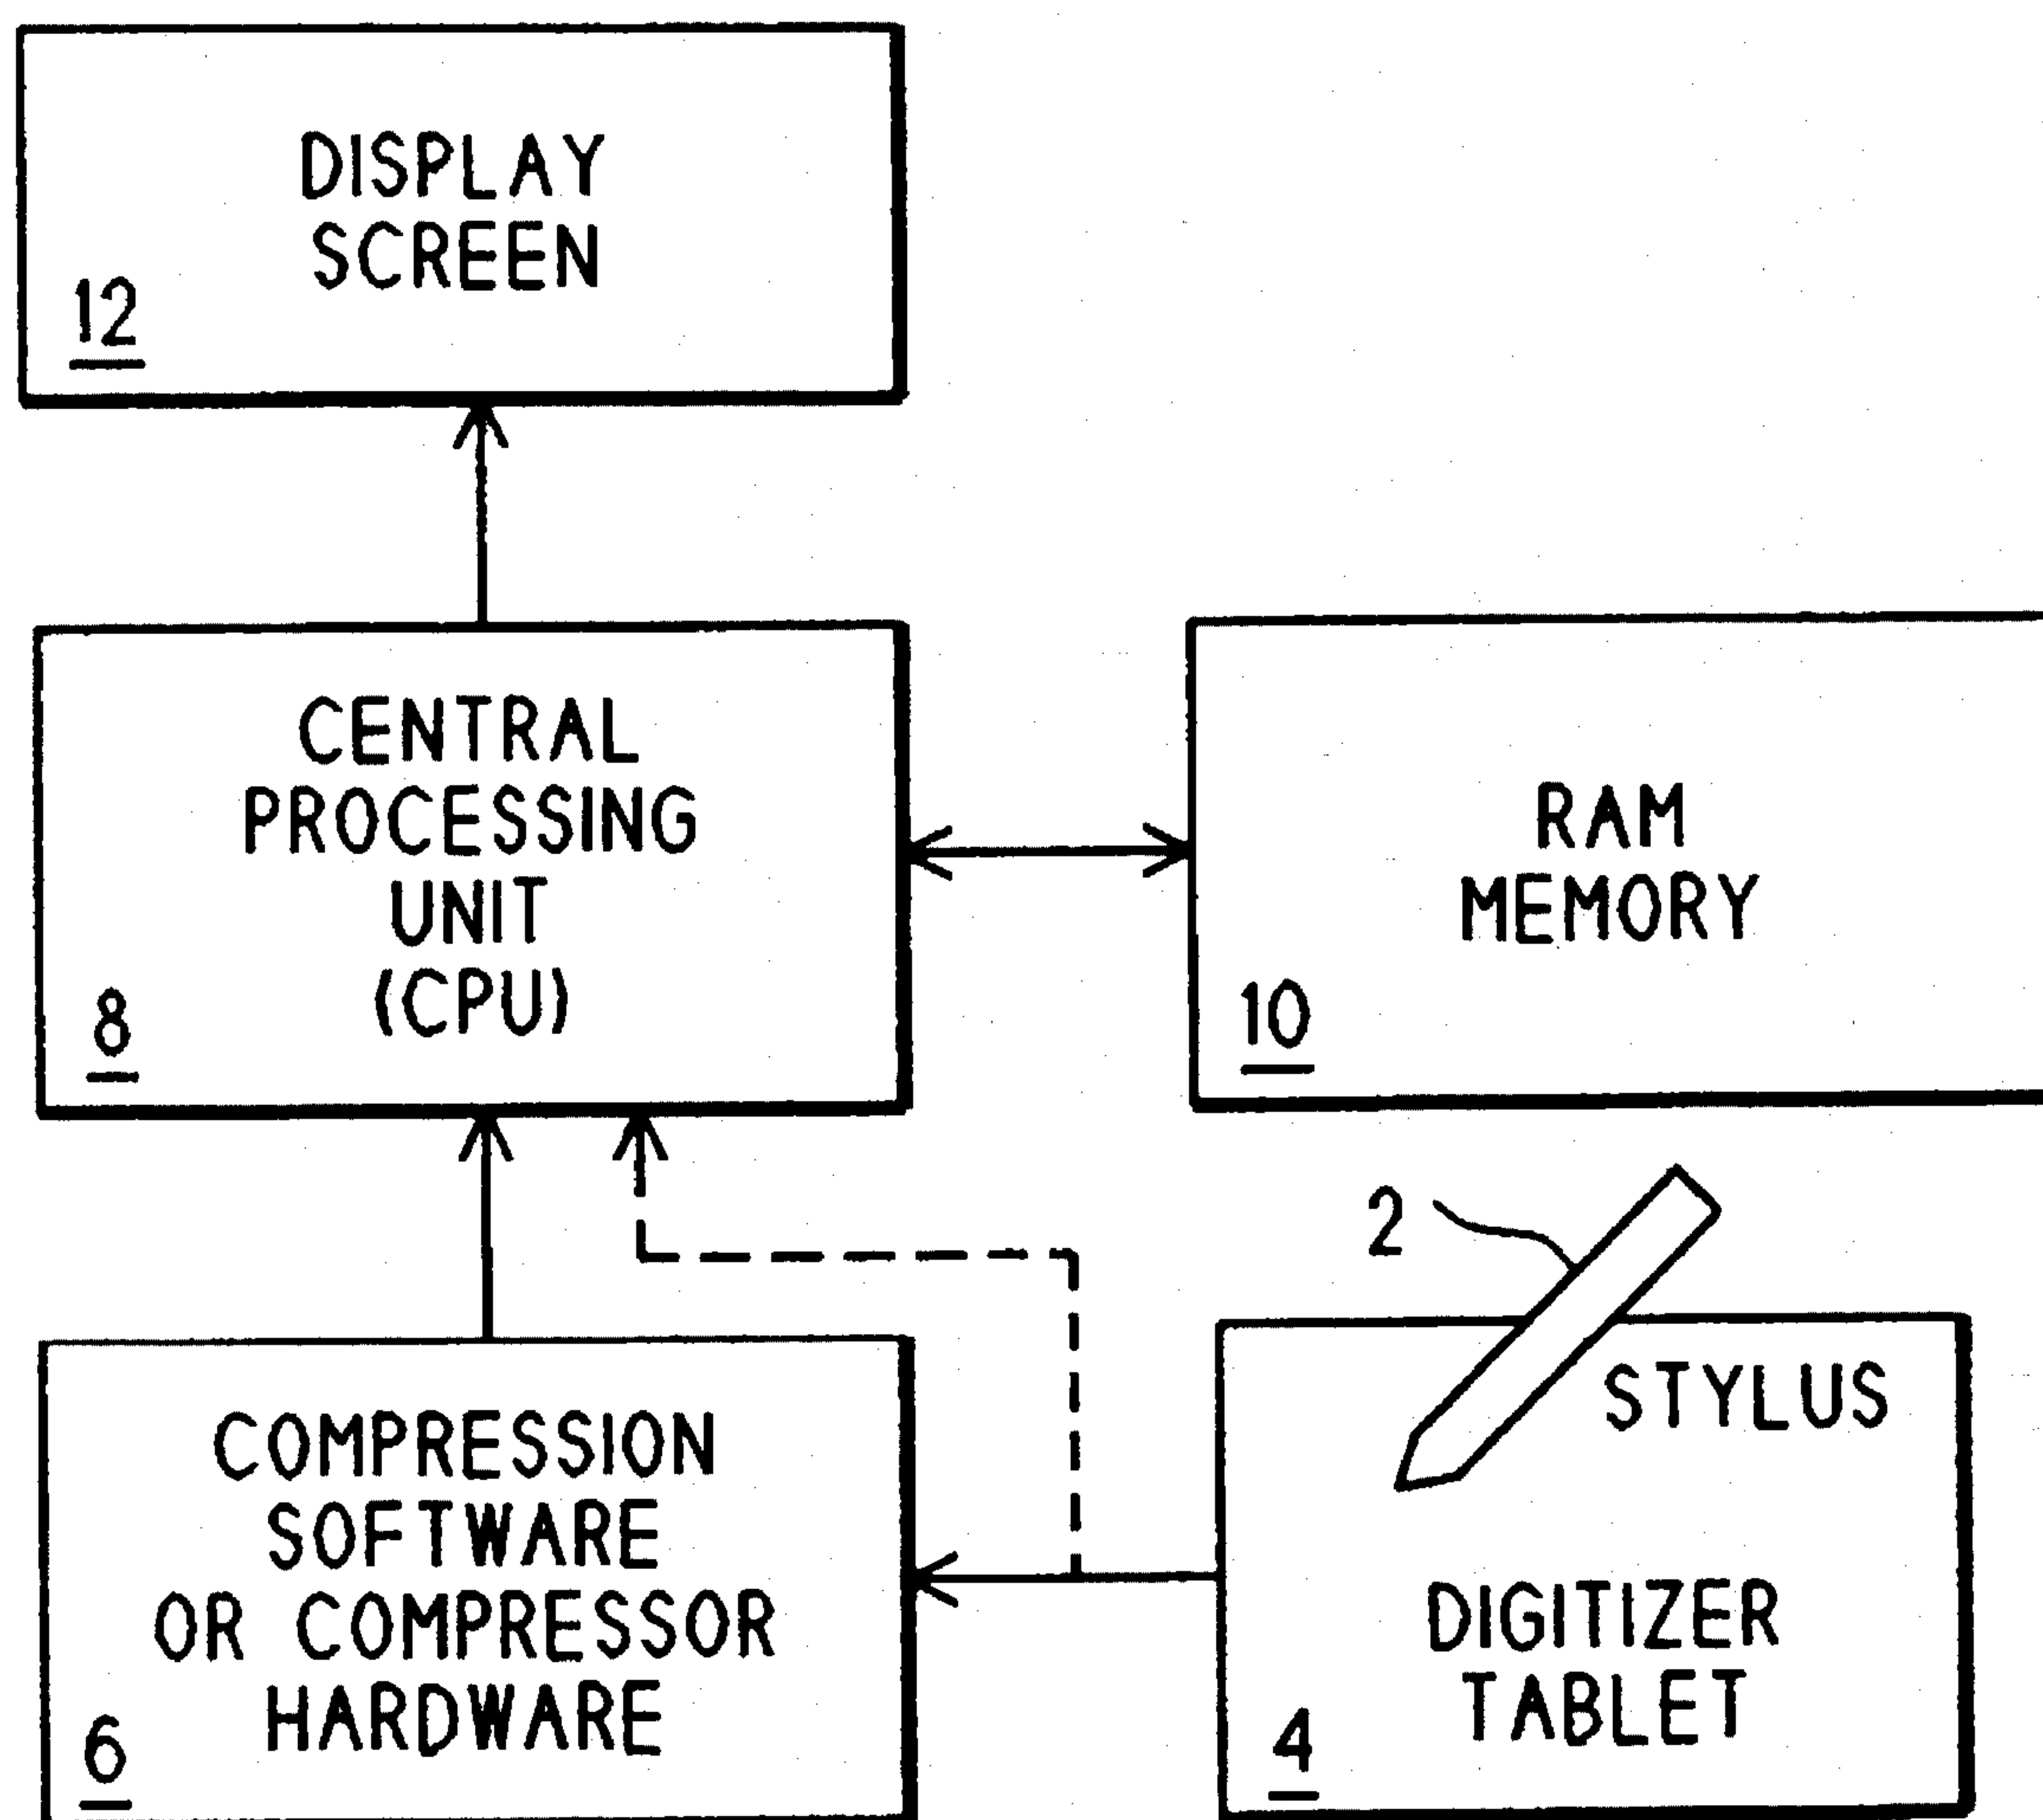 DISPLAY
SCREEN
12
CENTRAL
PROCESSING
UNIT
(CPU)
8
RAM
MEMORY
10
2
STYLUS
COMPRESSION
SOFTWARE
OR COMPRESSOR
HARDWARE
6
DIGITIZER
TABLET
4